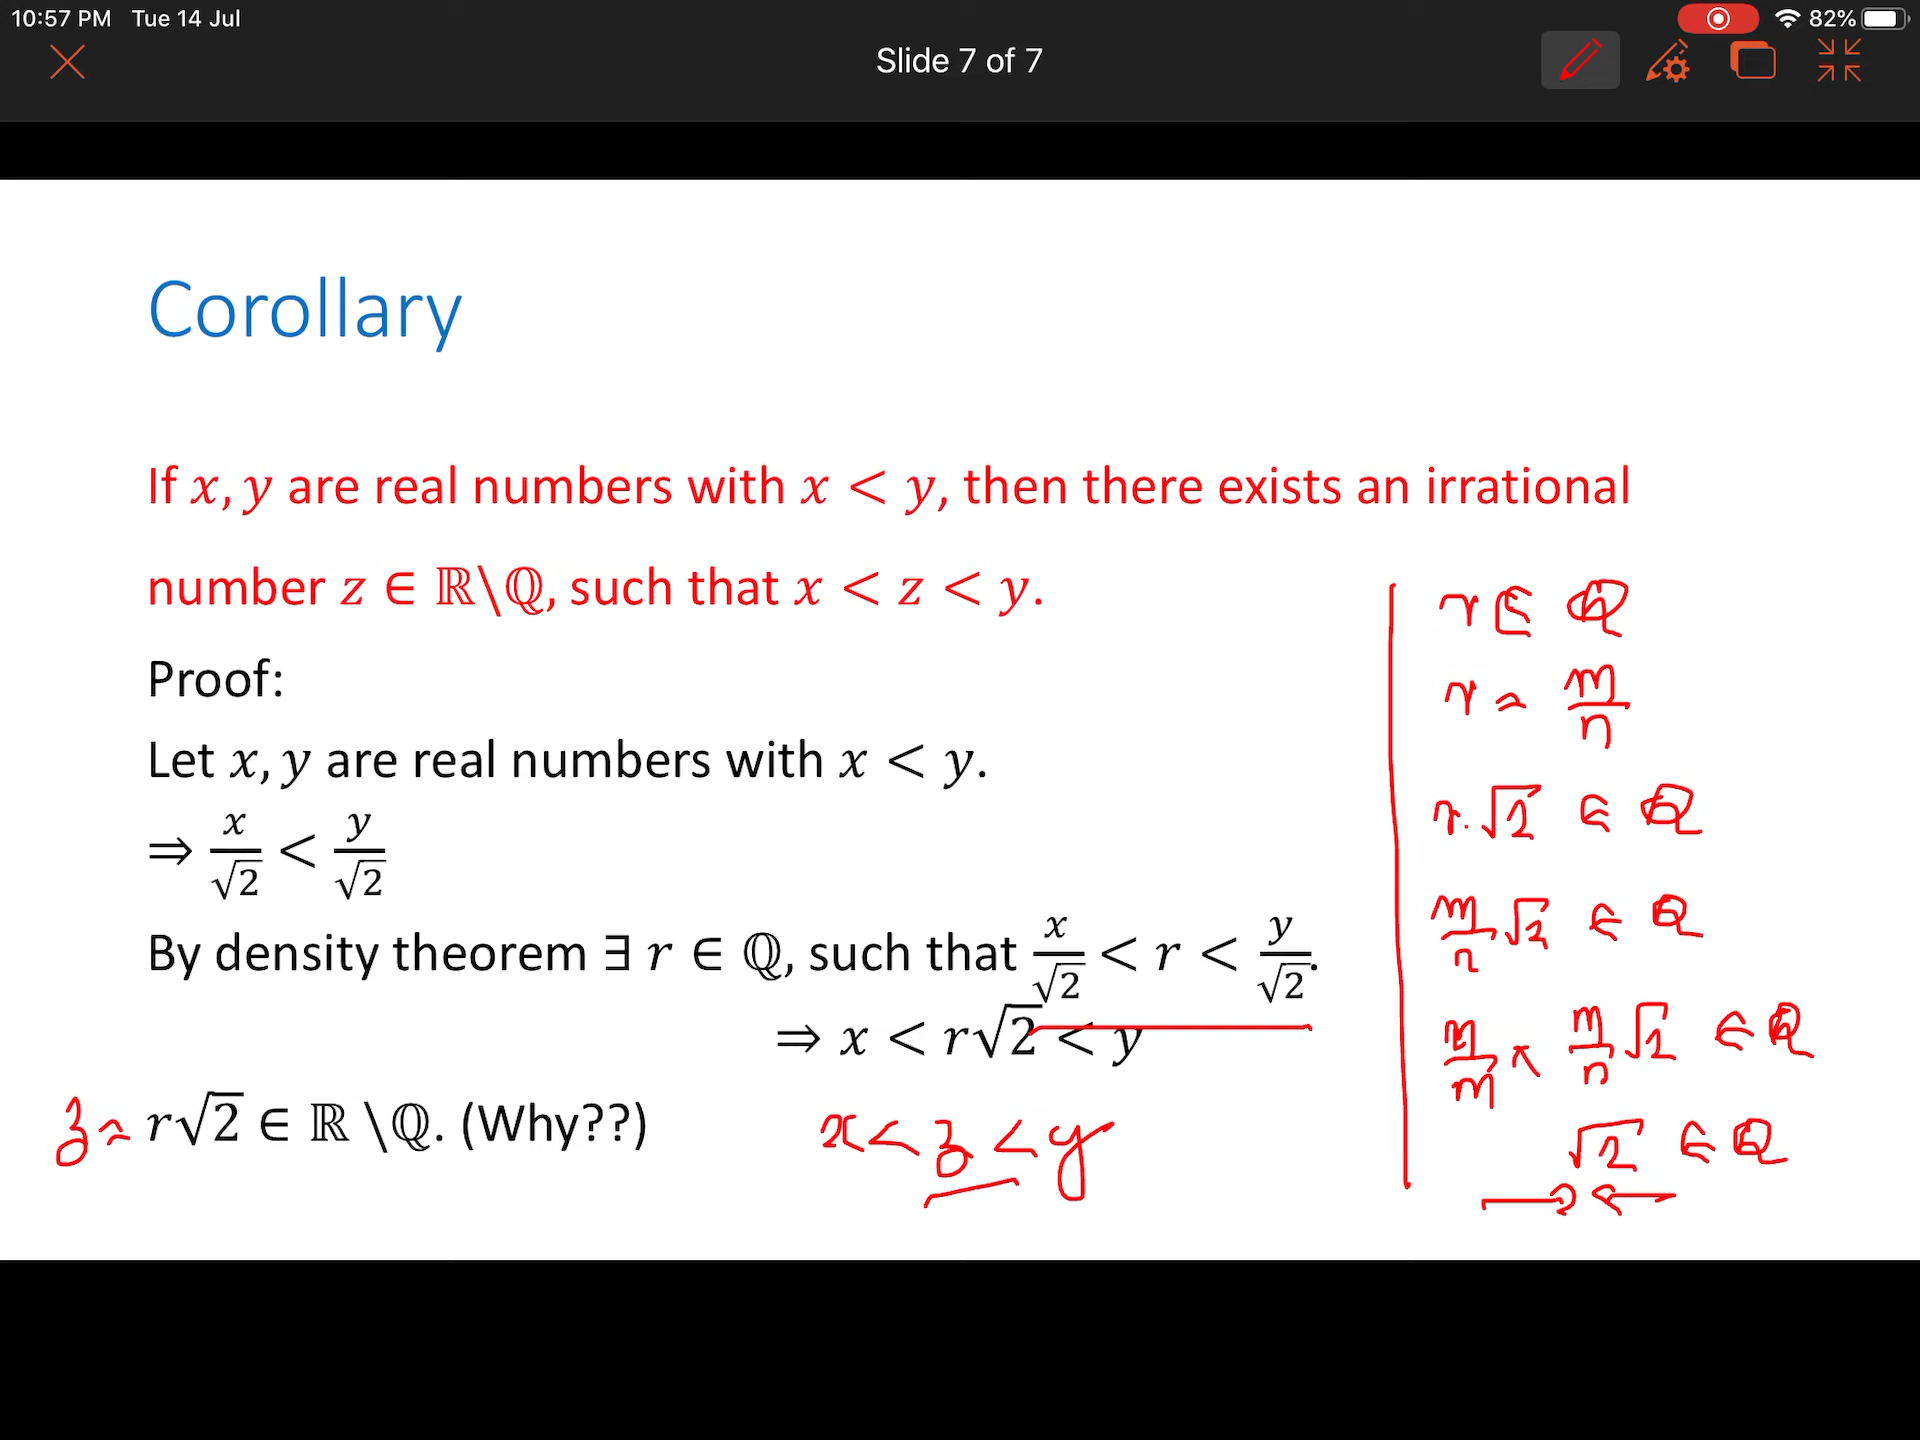 10:57 PM Tue 14 Jul
82%
Slide 7 of 7
Corollary
If x, y are real numbers with x < y, then there exists an irrational
number z ∈ ℝ\ℚ, such that x < z < y.
Proof:
Let x, y are real numbers with x < y.
⇒ x/√2 < y/√2
By density theorem ∃ r ∈ ℚ, such that x/√2 < r < y/√2.
⇒ x < r√2 < y
z = r√2 ∈ ℝ \ℚ. (Why??)
x < z < y
r ∈ ℚ
r = m/n
r.√2 ∈ ℚ
m/n √2 ∈ ℚ
n/m × m/n √2 ∈ ℚ
√2 ∈ ℚ
→←